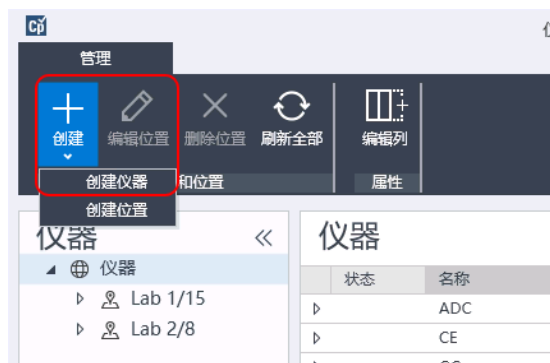 Cp
管理
创建 编辑位置 删除位置 刷新全部 编辑列
创建仪器 和位置 属性
创建位置
仪器 仪器
仪器 状态 名称
Lab 1/15 ADC
Lab 2/8 CE